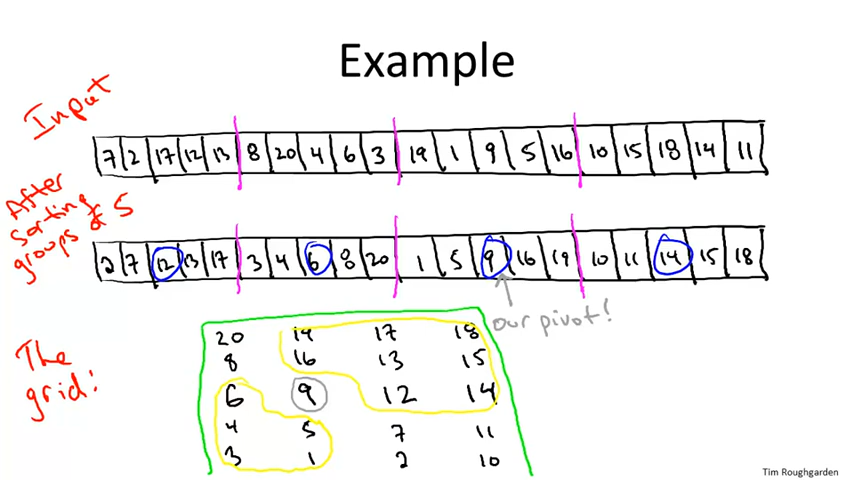 Example
Input
7 2 17 12 13 8 20 4 6 3 19 1 9 5 16 10 15 18 14 11
After
sorting
groups of 5
2 7 12 13 17 3 4 6 8 20 1 5 9 16 19 10 11 14 15 18
our pivot!
The
grid:
20 19 17 18
8 16 13 15
6 9 12 14
4 5 7 11
3 1 2 10
Tim Roughgarden